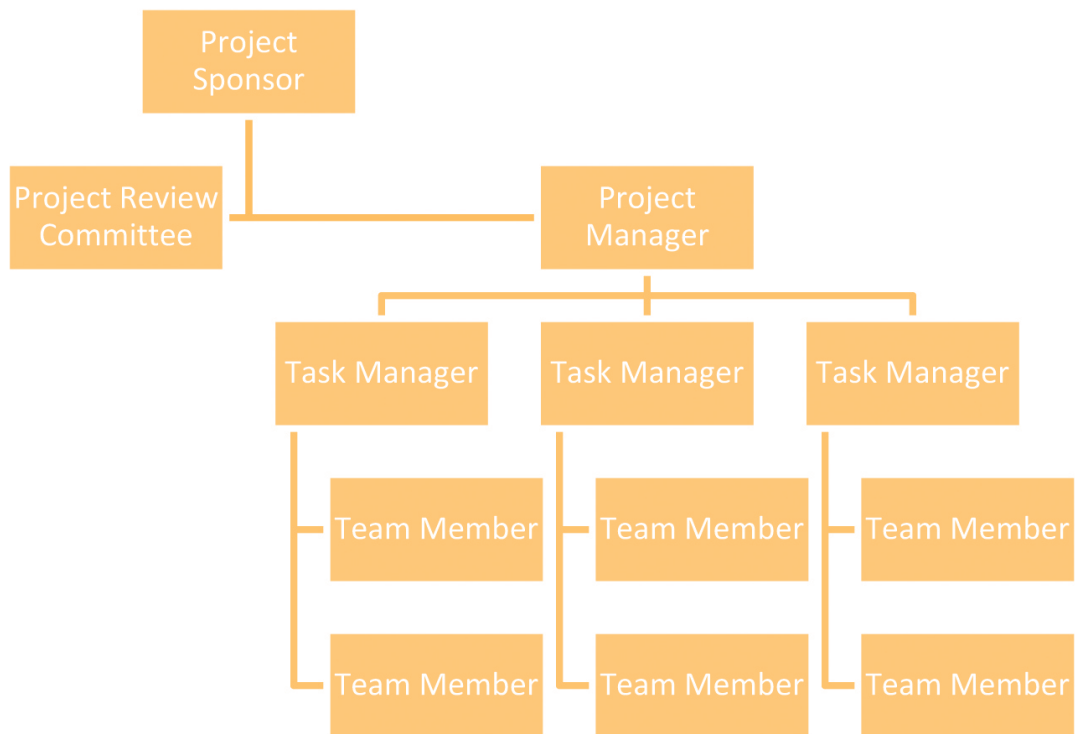 Project
Sponsor
Project Review
Committee
Project
Manager
Task Manager
Task Manager
Task Manager
Team Member
Team Member
Team Member
Team Member
Team Member
Team Member